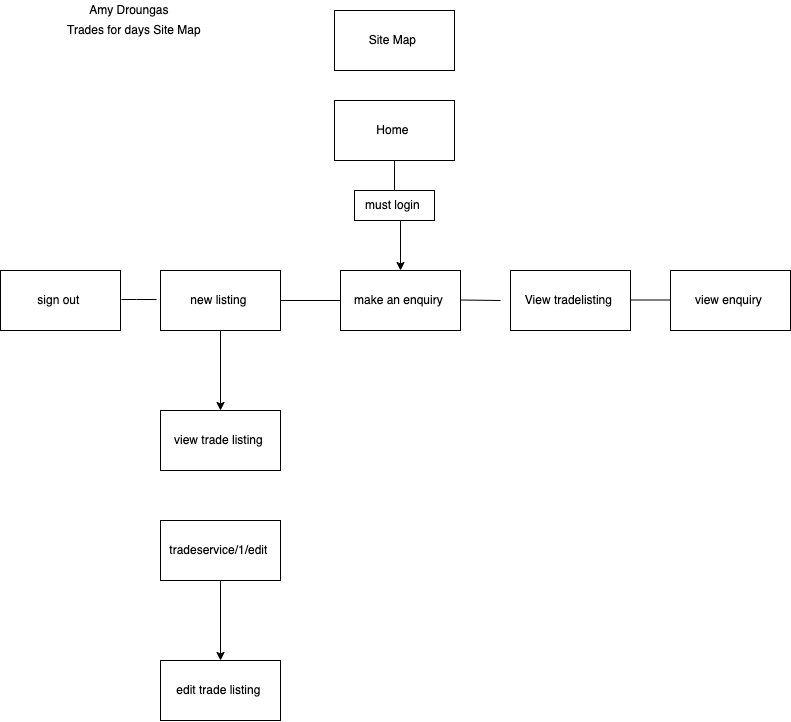 Amy Droungas
Trades for days Site Map
Site Map
Home
must login
sign out
new listing
make an enquiry
View tradelisting
view enquiry
view trade listing
tradeservice/1/edit
edit trade listing